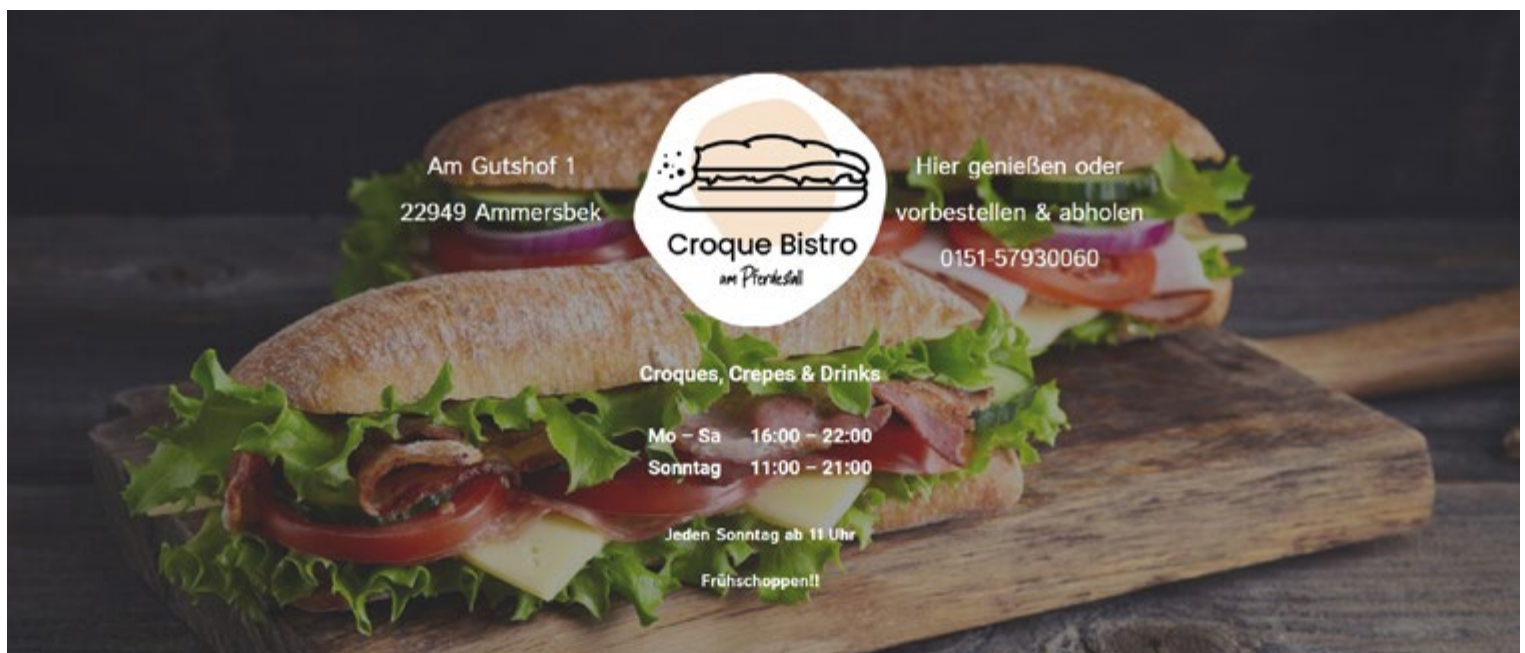 Am Gutshof 1
22949 Ammersbek
Croque Bistro
am Pferdestall
Hier genießen oder
vorbestellen & abholen
0151-57930060
Croques, Crepes & Drinks
Mo – Sa 16:00 – 22:00
Sonntag 11:00 – 21:00
Jeden Sonntag ab 11 Uhr
Frühschoppen!!